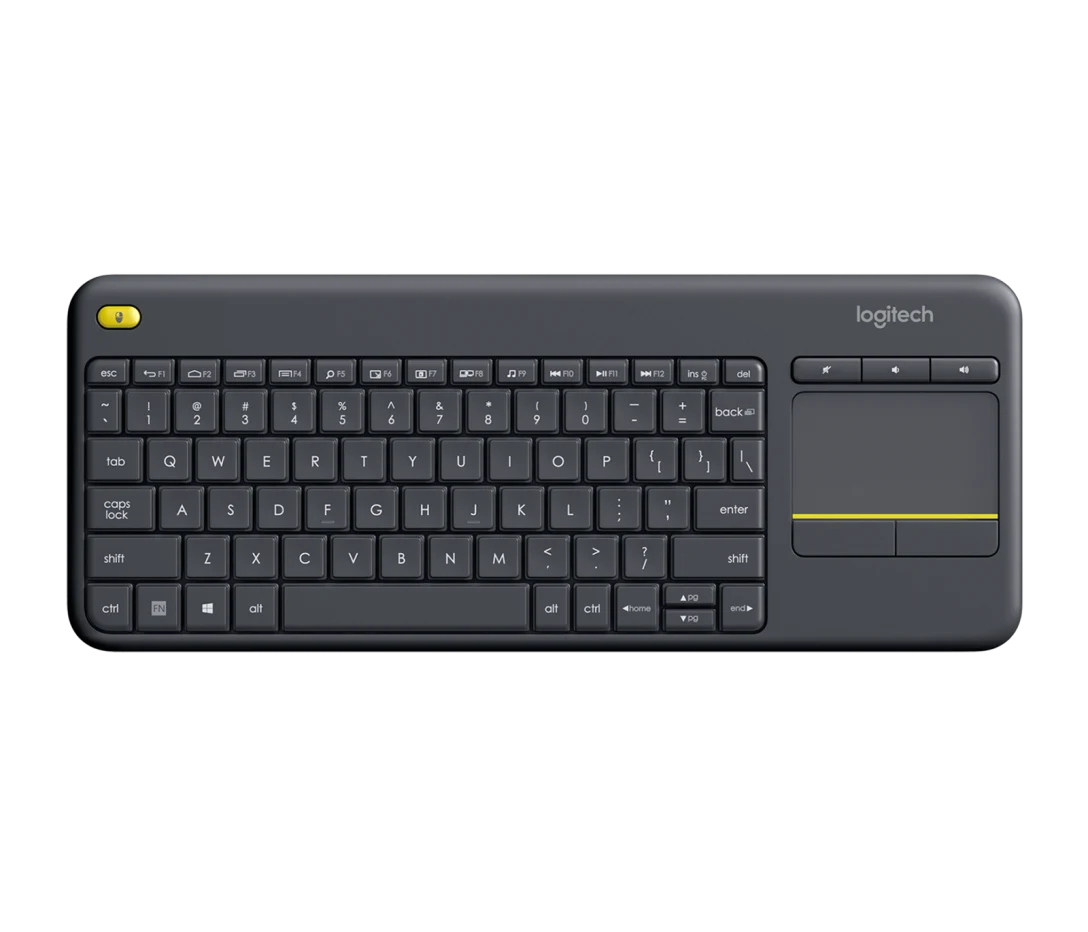 logitech
esc F1 F2 F3 F4 F5 F6 F7 F8 F9 F10 F11 F12 ins del
~ ! @ # $ % ^ & * ( ) — +
` 1 2 3 4 5 6 7 8 9 0 - = back
tab Q W E R T Y U I O P { [ } ] | \
caps
lock A S D F G H J K L : ; " ' enter
shift Z X C V B N M < , > . ? / shift
ctrl FN alt alt ctrl ◀home ▲pg end▶
▼pg